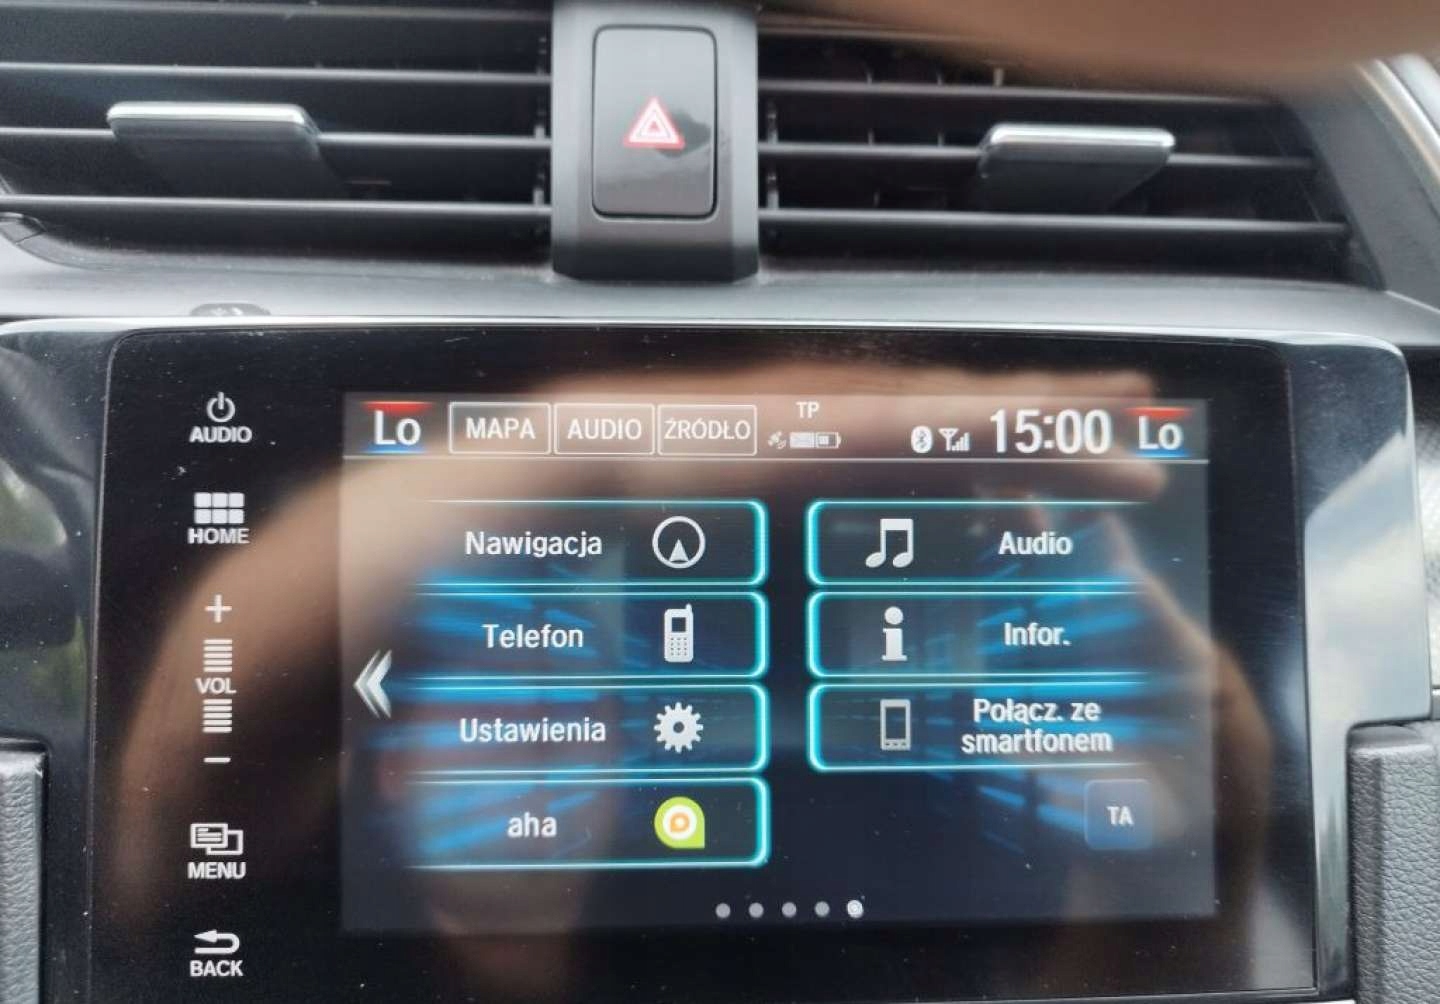 AUDIO
HOME
VOL
MENU
BACK
Lo MAPA AUDIO ŹRÓDŁO TP 15:00 Lo
Nawigacja Audio
Telefon Infor.
Ustawienia Połącz. ze
smartfonem
aha TA